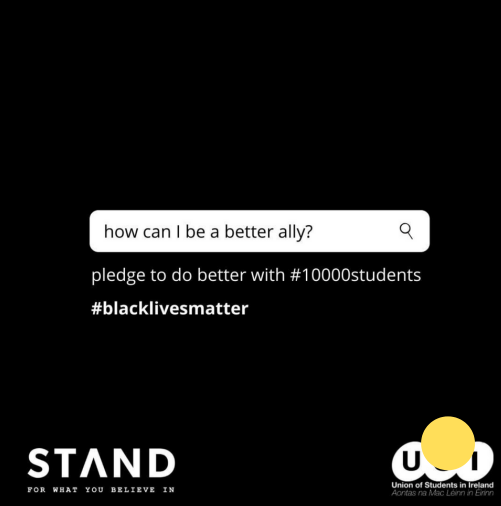 how can I be a better ally?
pledge to do better with #10000students
#blacklivesmatter
STAND
FOR WHAT YOU BELIEVE IN
U I
Union of Students in Ireland
Aontas na Mac Léinn in Éirinn